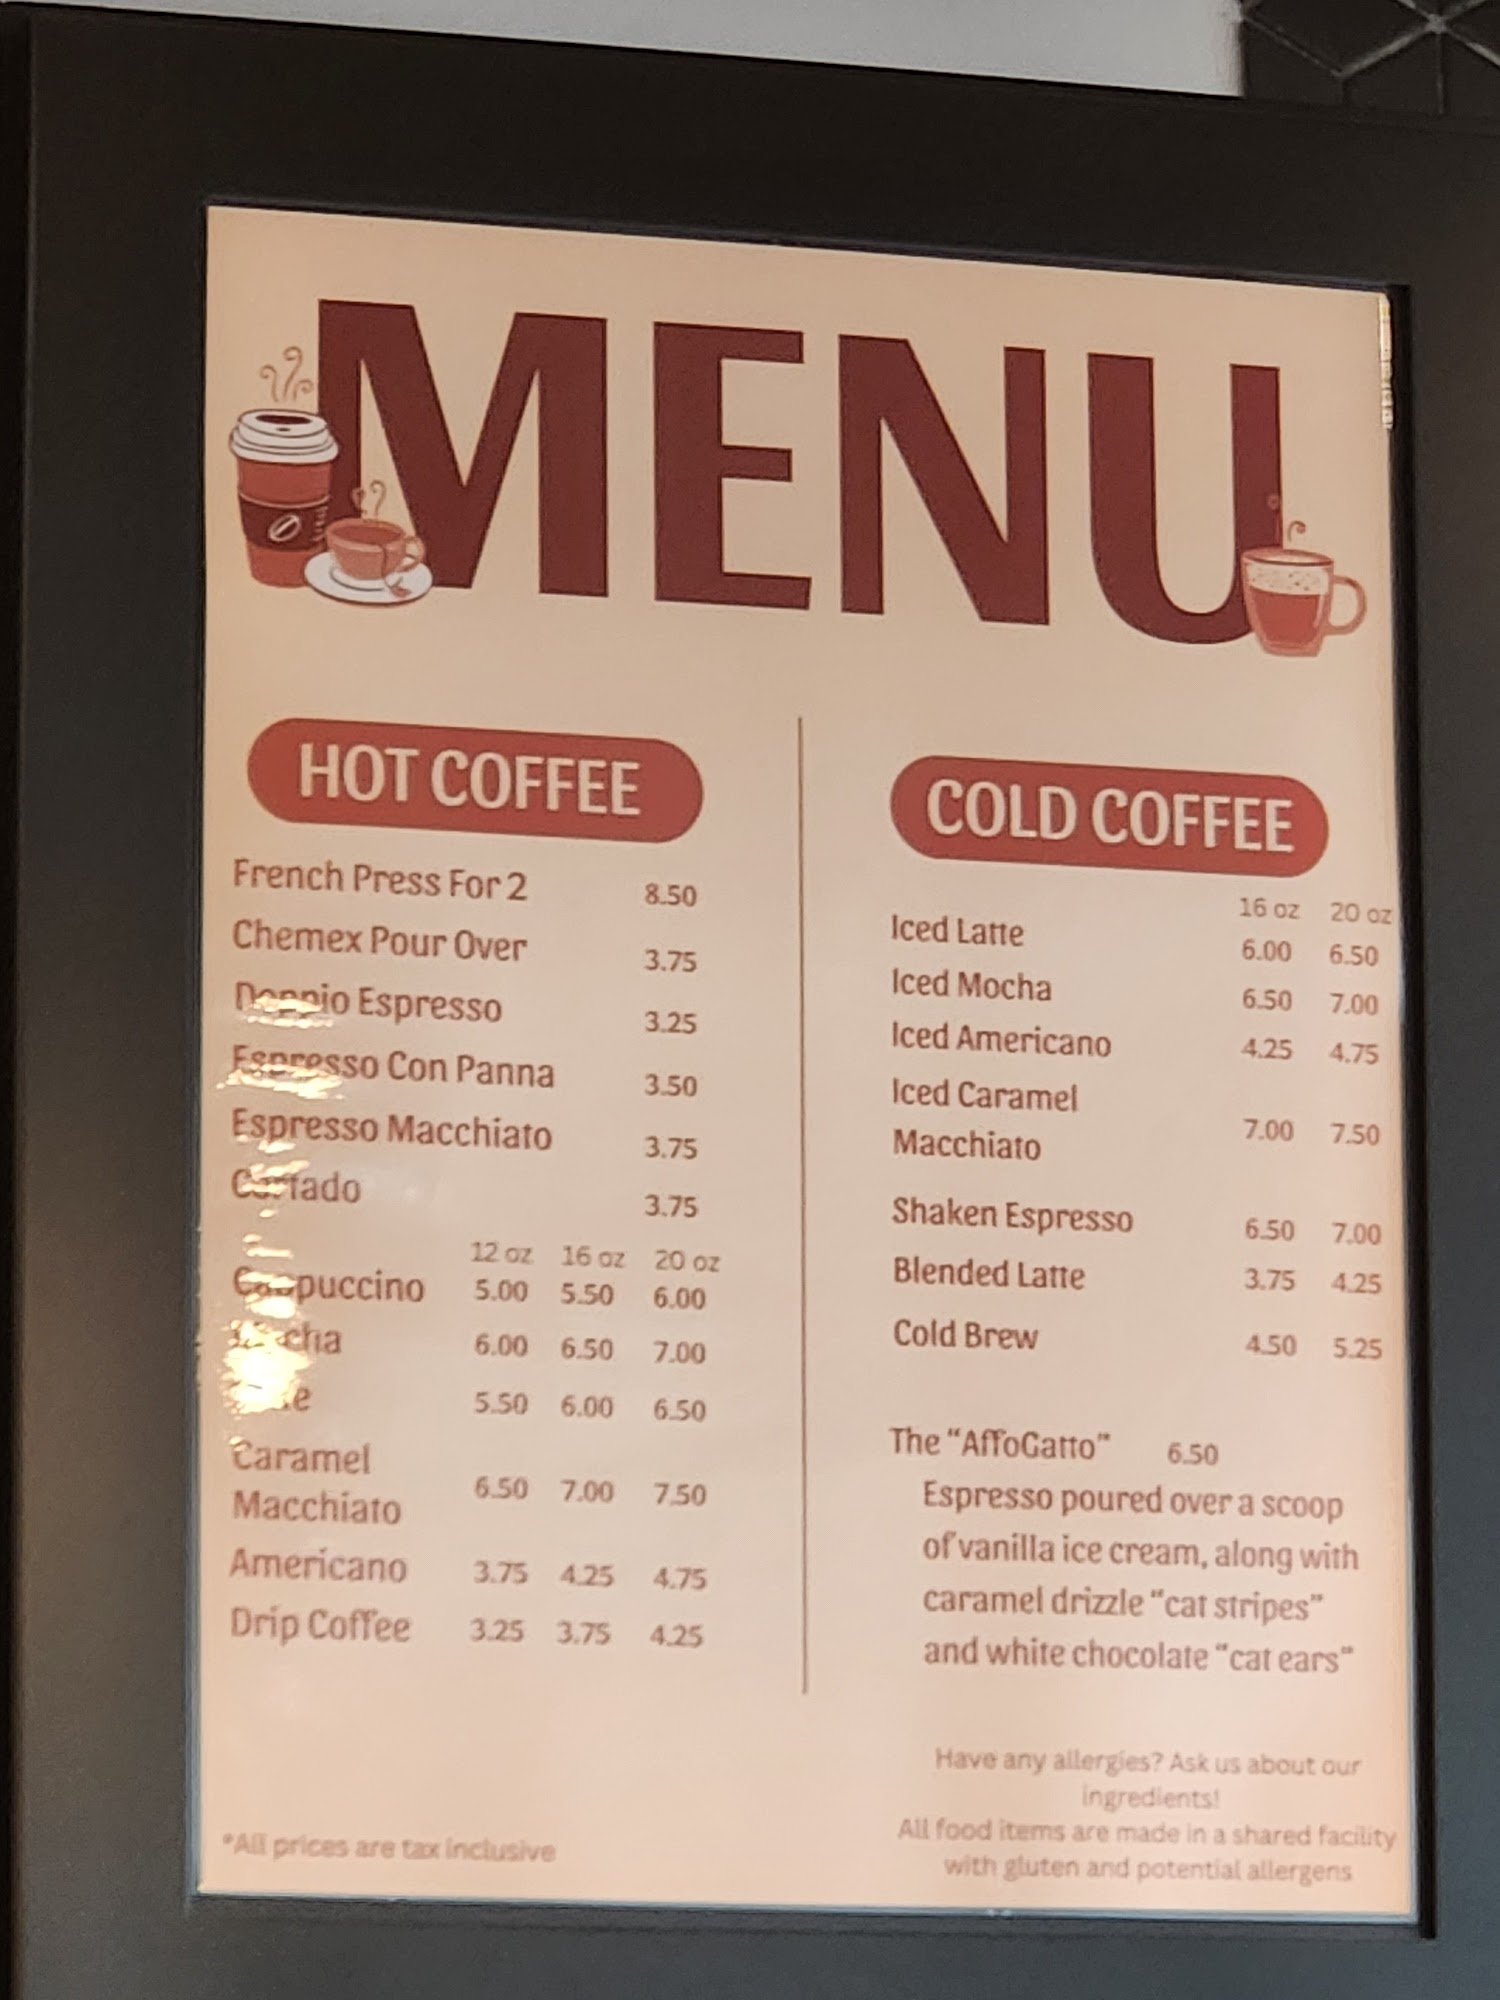 MENU
HOT COFFEE
French Press For 2 8.50
Chemex Pour Over 3.75
Doppio Espresso 3.25
Espresso Con Panna 3.50
Espresso Macchiato 3.75
Cortado 3.75
12 oz 16 oz 20 oz
Cappuccino 5.00 5.50 6.00
Mocha 6.00 6.50 7.00
5.50 6.00 6.50
Caramel
Macchiato 6.50 7.00 7.50
Americano 3.75 4.25 4.75
Drip Coffee 3.25 3.75 4.25
*All prices are tax inclusive
COLD COFFEE
16 oz 20 oz
Iced Latte 6.00 6.50
Iced Mocha 6.50 7.00
Iced Americano 4.25 4.75
Iced Caramel
Macchiato 7.00 7.50
Shaken Espresso 6.50 7.00
Blended Latte 3.75 4.25
Cold Brew 4.50 5.25
The "AffoGatto" 6.50
Espresso poured over a scoop
of vanilla ice cream, along with
caramel drizzle "cat stripes"
and white chocolate "cat ears"
Have any allergies? Ask us about our
ingredients!
All food items are made in a shared facility
with gluten and potential allergens